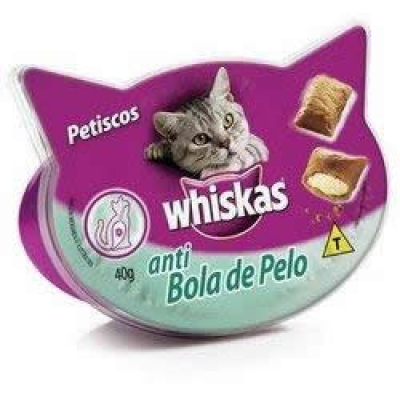 Petiscos
whiskas
anti
Bola de Pelo
40g
T